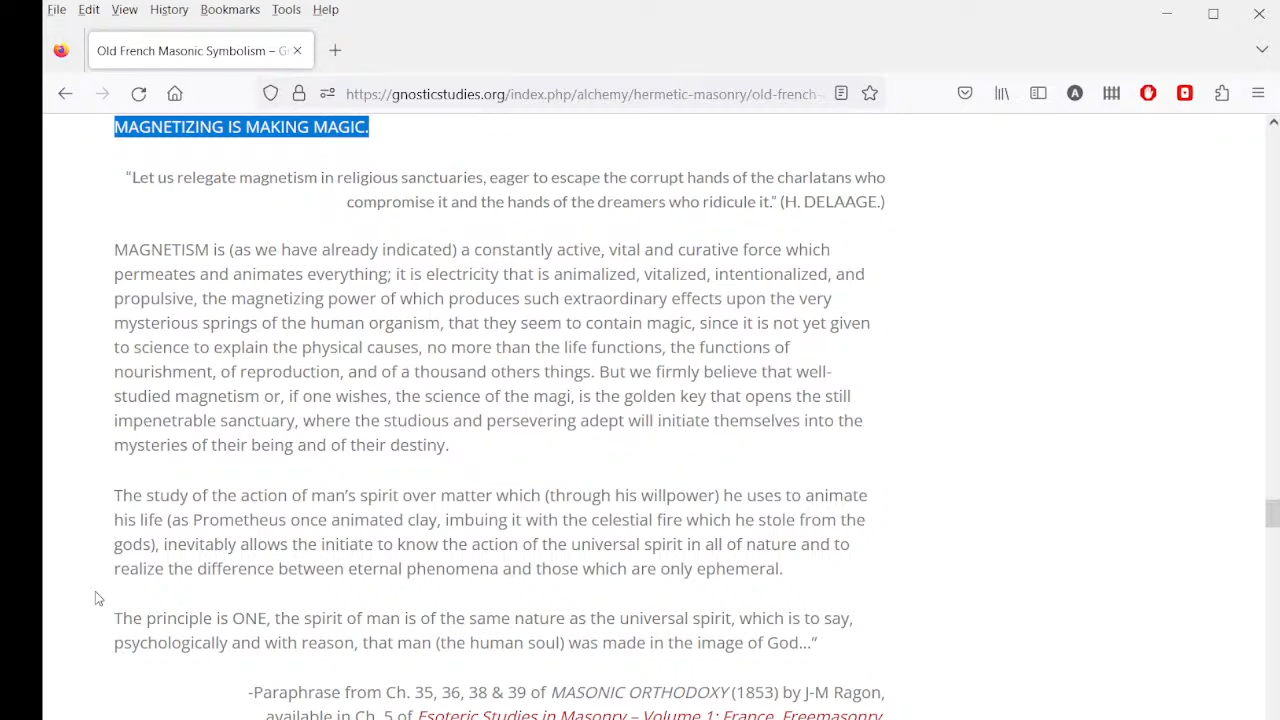 File Edit View History Bookmarks Tools Help
Old French Masonic Symbolism – G
https://gnosticstudies.org/index.php/alchemy/hermetic-masonry/old-french-
MAGNETIZING IS MAKING MAGIC.
“Let us relegate magnetism in religious sanctuaries, eager to escape the corrupt hands of the charlatans who
compromise it and the hands of the dreamers who ridicule it.” (H. DELAAGE.)
MAGNETISM is (as we have already indicated) a constantly active, vital and curative force which
permeates and animates everything; it is electricity that is animalized, vitalized, intentionalized, and
propulsive, the magnetizing power of which produces such extraordinary effects upon the very
mysterious springs of the human organism, that they seem to contain magic, since it is not yet given
to science to explain the physical causes, no more than the life functions, the functions of
nourishment, of reproduction, and of a thousand others things. But we firmly believe that well-
studied magnetism or, if one wishes, the science of the magi, is the golden key that opens the still
impenetrable sanctuary, where the studious and persevering adept will initiate themselves into the
mysteries of their being and of their destiny.
The study of the action of man’s spirit over matter which (through his willpower) he uses to animate
his life (as Prometheus once animated clay, imbuing it with the celestial fire which he stole from the
gods), inevitably allows the initiate to know the action of the universal spirit in all of nature and to
realize the difference between eternal phenomena and those which are only ephemeral.
The principle is ONE, the spirit of man is of the same nature as the universal spirit, which is to say,
psychologically and with reason, that man (the human soul) was made in the image of God…”
-Paraphrase from Ch. 35, 36, 38 & 39 of MASONIC ORTHODOXY (1853) by J-M Ragon,
available in Ch. 5 of Esoteric Studies in Masonry – Volume 1: France, Freemasonry